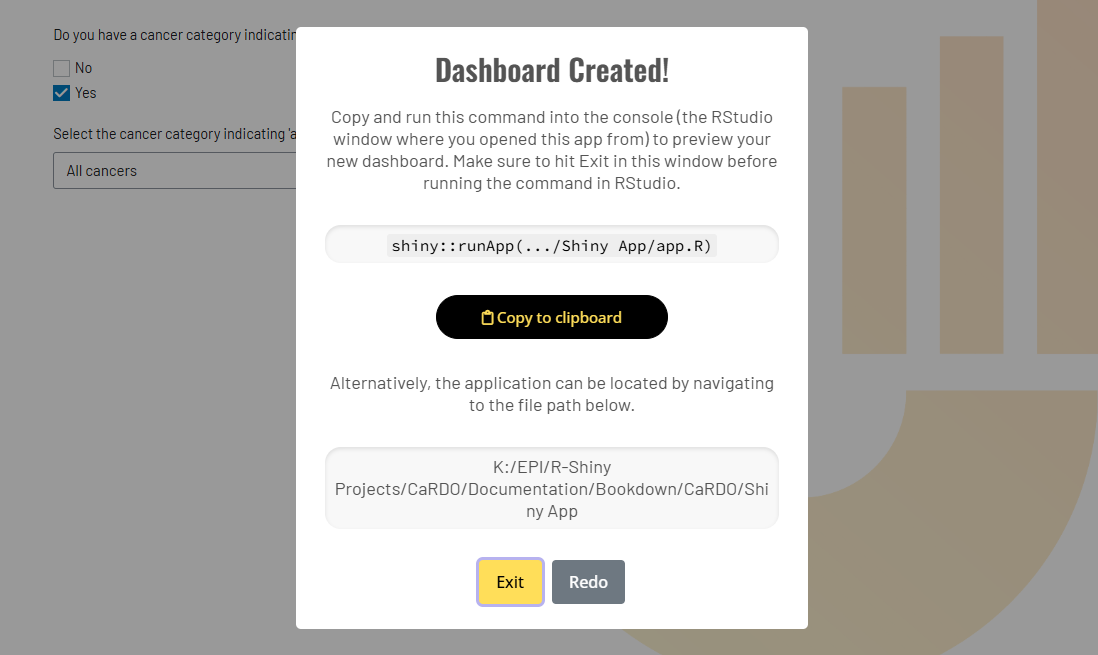 Do you have a cancer category indicatin
No
Yes
Select the cancer category indicating 'a
All cancers
Dashboard Created!
Copy and run this command into the console (the RStudio
window where you opened this app from) to preview your
new dashboard. Make sure to hit Exit in this window before
running the command in RStudio.
shiny::runApp(.../Shiny App/app.R)
Copy to clipboard
Alternatively, the application can be located by navigating
to the file path below.
K:/EPI/R-Shiny
Projects/CaRDO/Documentation/Bookdown/CaRDO/Shi
ny App
Exit
Redo